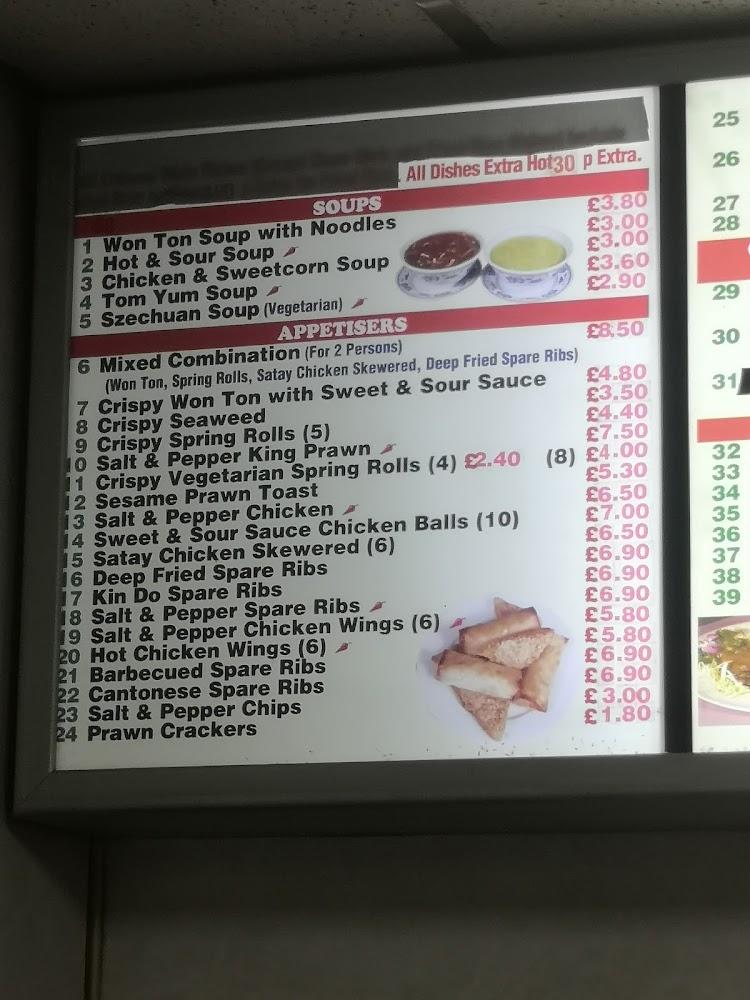 All Dishes Extra Hot 30 p Extra.
SOUPS
1 Won Ton Soup with Noodles £3.80
2 Hot & Sour Soup £3.00
3 Chicken & Sweetcorn Soup £3.00
4 Tom Yum Soup £3.60
5 Szechuan Soup (Vegetarian) £2.90
APPETISERS
6 Mixed Combination (For 2 Persons) £8.50
(Won Ton, Spring Rolls, Satay Chicken Skewered, Deep Fried Spare Ribs)
7 Crispy Won Ton with Sweet & Sour Sauce £4.80
8 Crispy Seaweed £3.50
9 Crispy Spring Rolls (5) £4.40
10 Salt & Pepper King Prawn £7.50
11 Crispy Vegetarian Spring Rolls (4) £2.40 (8) £4.00
12 Sesame Prawn Toast £5.30
13 Salt & Pepper Chicken £6.50
14 Sweet & Sour Sauce Chicken Balls (10) £7.00
15 Satay Chicken Skewered (6) £6.50
16 Deep Fried Spare Ribs £6.90
17 Kin Do Spare Ribs £6.90
18 Salt & Pepper Spare Ribs £6.90
19 Salt & Pepper Chicken Wings (6) £5.80
20 Hot Chicken Wings (6) £5.80
21 Barbecued Spare Ribs £6.90
22 Cantonese Spare Ribs £6.90
23 Salt & Pepper Chips £3.00
24 Prawn Crackers £1.80
25
26
27
28
29
30
31
32
33
34
35
36
37
38
39